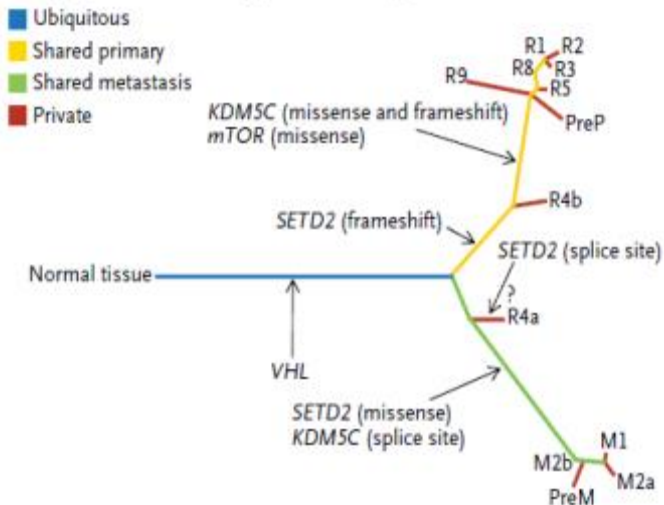 Ubiquitous
Shared primary
Shared metastasis
Private
R1
R2
R8
R3
R9
R5
PreP
KDM5C (missense and frameshift)
mTOR (missense)
R4b
SETD2 (frameshift)
SETD2 (splice site)
Normal tissue
?
R4a
VHL
SETD2 (missense)
KDM5C (splice site)
M1
M2b
M2a
PreM